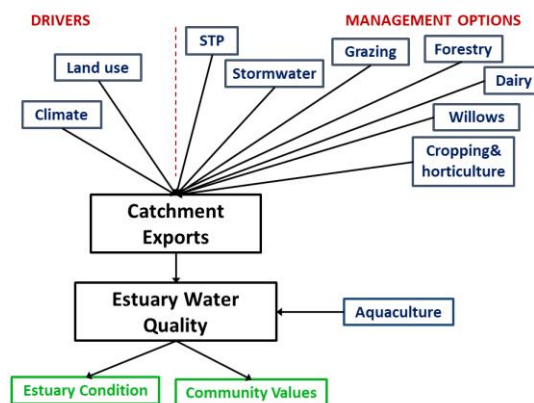 DRIVERS
MANAGEMENT OPTIONS
STP
Grazing
Forestry
Land use
Stormwater
Dairy
Climate
Willows
Cropping&
horticulture
Catchment
Exports
Estuary Water
Quality
Aquaculture
Estuary Condition
Community Values